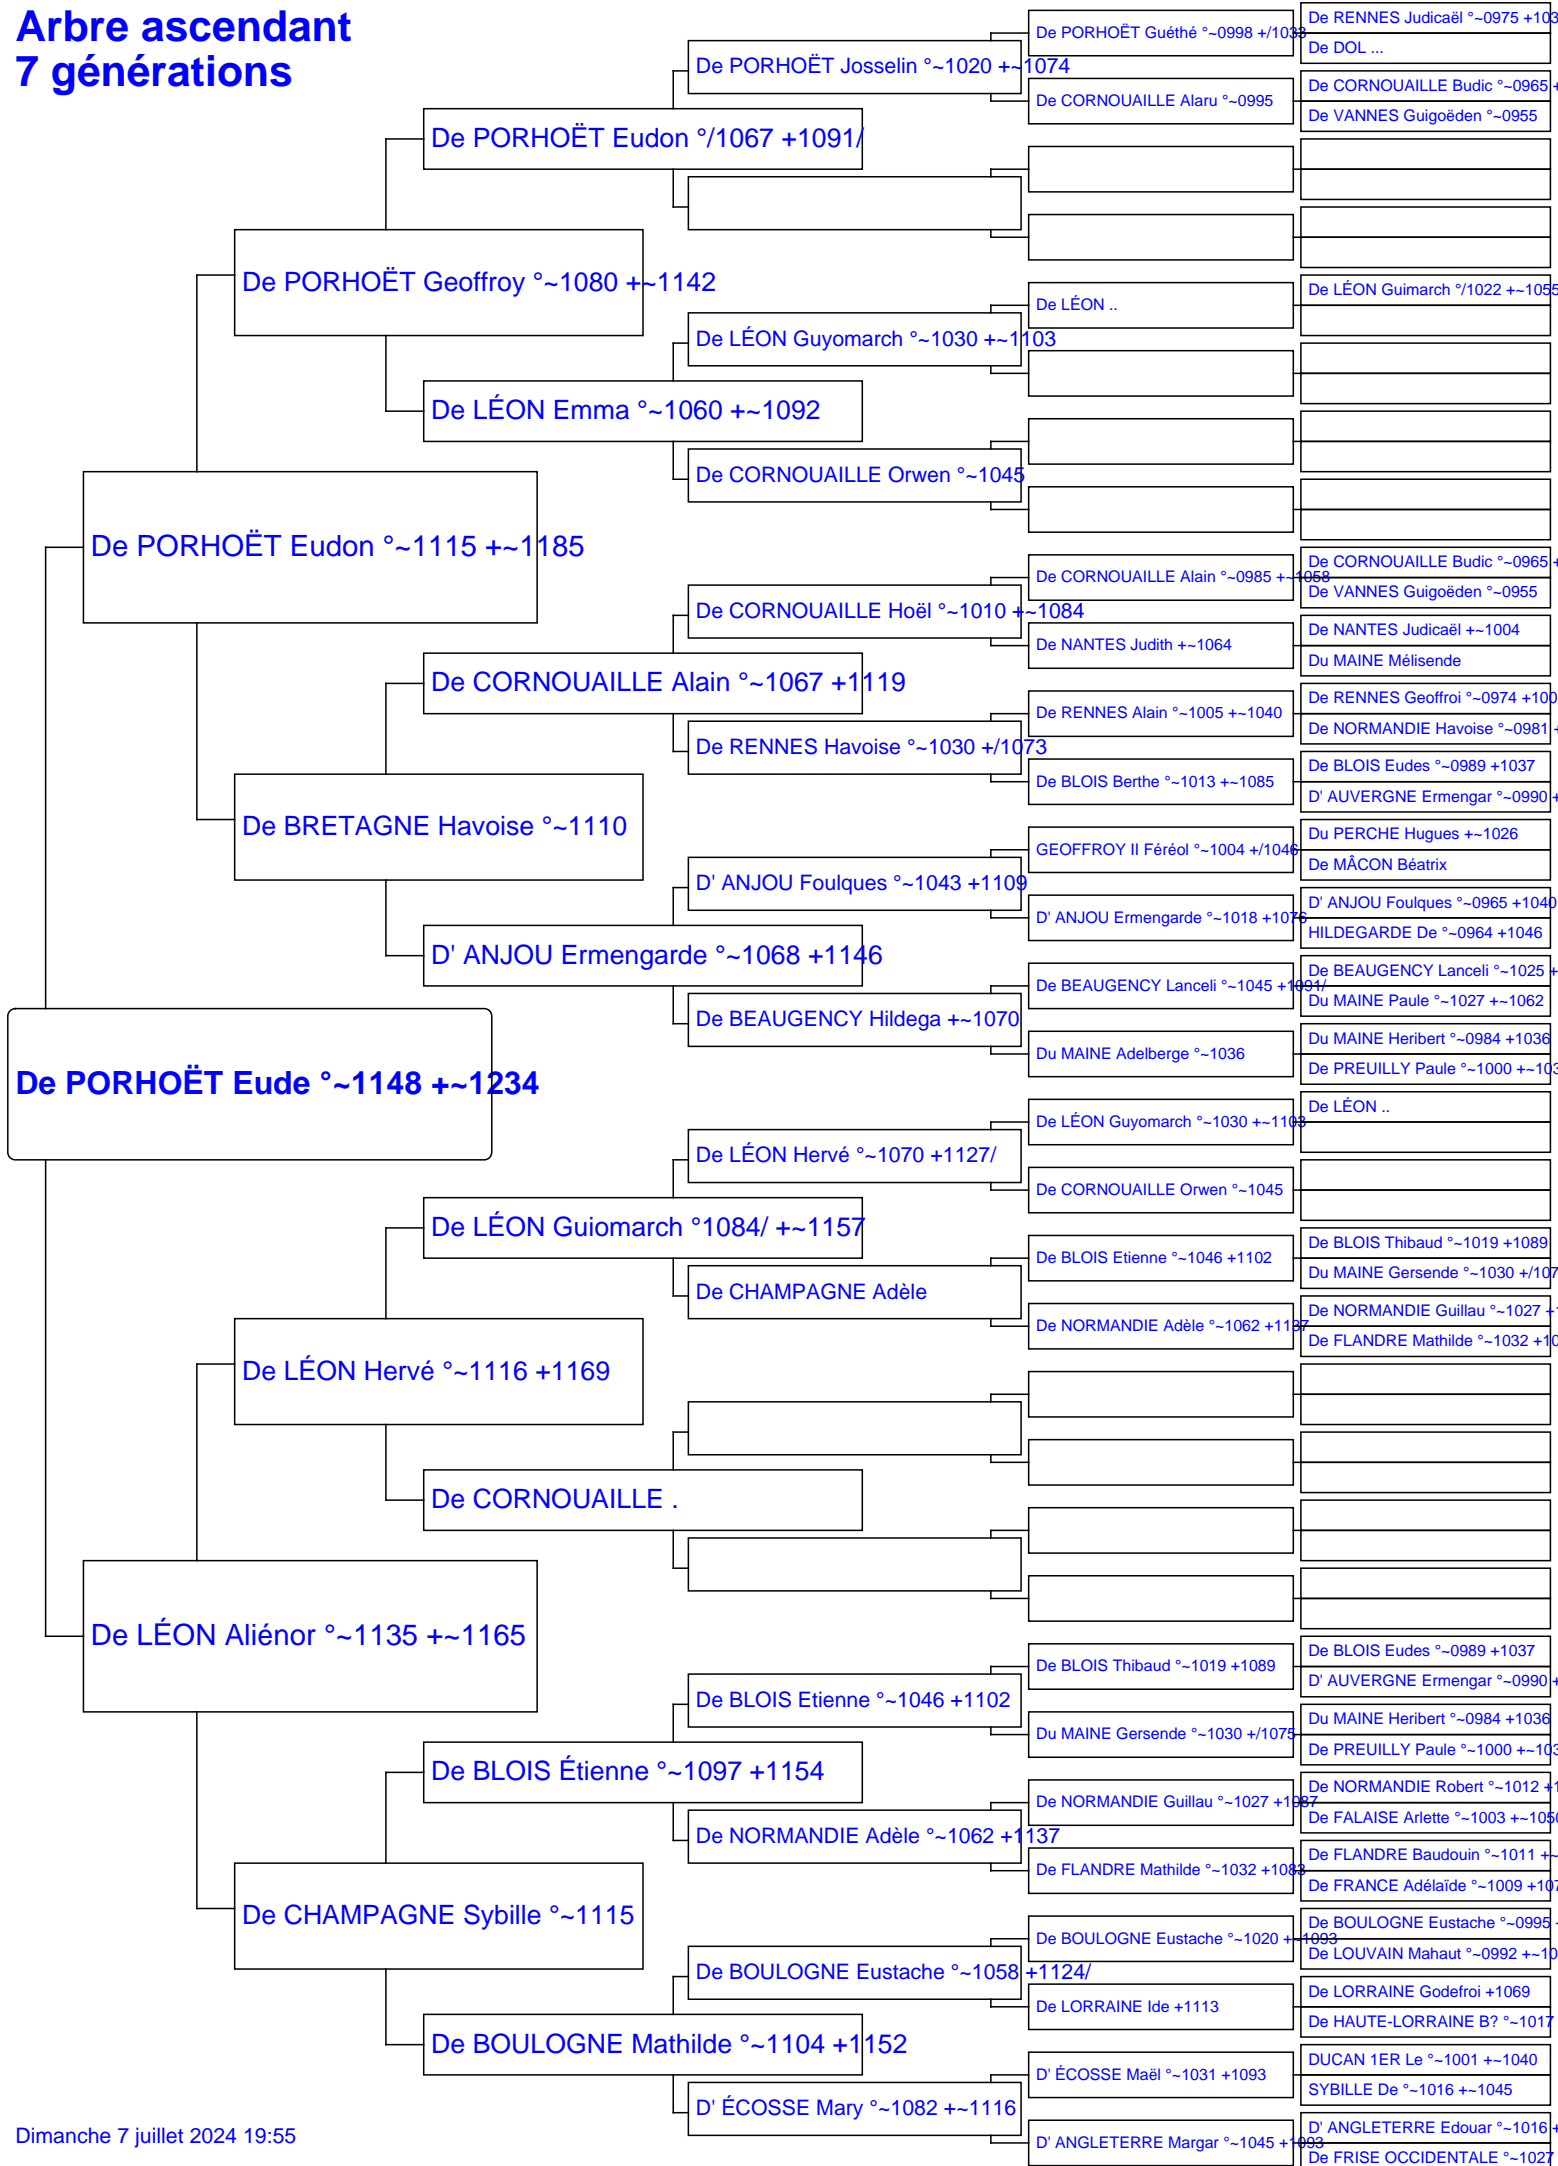 Arbre ascendant
7 générations
De PORHOËT Eude °~1148 +~1234
De PORHOËT Eudon °~1115 +~1185
De LÉON Aliénor °~1135 +~1165
De PORHOËT Geoffroy °~1080 +~1142
De BRETAGNE Havoise °~1110
De LÉON Hervé °~1116 +1169
De CHAMPAGNE Sybille °~1115
De PORHOËT Eudon °/1067 +1091/
De LÉON Emma °~1060 +~1092
De CORNOUAILLE Alain °~1067 +1119
D' ANJOU Ermengarde °~1068 +1146
De LÉON Guiomarch °1084/ +~1157
De CORNOUAILLE .
De BLOIS Étienne °~1097 +1154
De BOULOGNE Mathilde °~1104 +1152
De PORHOËT Josselin °~1020 +~1074
De LÉON Guyomarch °~1030 +~1103
De CORNOUAILLE Orwen °~1045
De CORNOUAILLE Hoël °~1010 +~1084
De RENNES Havoise °~1030 +/1073
D' ANJOU Foulques °~1043 +1109
De BEAUGENCY Hildega +~1070
De LÉON Hervé °~1070 +1127/
De CHAMPAGNE Adèle
De BLOIS Etienne °~1046 +1102
De NORMANDIE Adèle °~1062 +1137
De BOULOGNE Eustache °~1058 +1124/
D' ÉCOSSE Mary °~1082 +~1116
De PORHOËT Guéthé °~0998 +/1033
De CORNOUAILLE Alaru °~0995
De LÉON ..
De CORNOUAILLE Alain °~0985 +~1058
De NANTES Judith +~1064
De RENNES Alain °~1005 +~1040
De BLOIS Berthe °~1013 +~1085
GEOFFROY II Féréol °~1004 +/1046
D' ANJOU Ermengarde °~1018 +1076
De BEAUGENCY Lanceli °~1045 +1091/
Du MAINE Adelberge °~1036
De LÉON Guyomarch °~1030 +~1103
De CORNOUAILLE Orwen °~1045
De BLOIS Etienne °~1046 +1102
De NORMANDIE Adèle °~1062 +1137
De BLOIS Thibaud °~1019 +1089
Du MAINE Gersende °~1030 +/1075
De NORMANDIE Guillau °~1027 +1087
De FLANDRE Mathilde °~1032 +1083
De BOULOGNE Eustache °~1020 +~1093
De LORRAINE Ide +1113
D' ÉCOSSE Maël °~1031 +1093
D' ANGLETERRE Margar °~1045 +1093
De RENNES Judicaël °~0975 +103
De DOL ...
De CORNOUAILLE Budic °~0965 +
De VANNES Guigoëden °~0955
De LÉON Guimarch °/1022 +~1055
De CORNOUAILLE Budic °~0965 +
De VANNES Guigoëden °~0955
De NANTES Judicaël +~1004
Du MAINE Mélisende
De RENNES Geoffroi °~0974 +100
De NORMANDIE Havoise °~0981 +
De BLOIS Eudes °~0989 +1037
D' AUVERGNE Ermengar °~0990 +
Du PERCHE Hugues +~1026
De MÂCON Béatrix
D' ANJOU Foulques °~0965 +1040
HILDEGARDE De °~0964 +1046
De BEAUGENCY Lanceli °~1025 +
Du MAINE Paule °~1027 +~1062
Du MAINE Heribert °~0984 +1036
De PREUILLY Paule °~1000 +~103
De LÉON ..
De BLOIS Thibaud °~1019 +1089
Du MAINE Gersende °~1030 +/107
De NORMANDIE Guillau °~1027 +1
De FLANDRE Mathilde °~1032 +10
De BLOIS Eudes °~0989 +1037
D' AUVERGNE Ermengar °~0990 +
Du MAINE Heribert °~0984 +1036
De PREUILLY Paule °~1000 +~103
De NORMANDIE Robert °~1012 +1
De FALAISE Arlette °~1003 +~1050
De FLANDRE Baudouin °~1011 +~
De FRANCE Adélaïde °~1009 +107
De BOULOGNE Eustache °~0995 +
De LOUVAIN Mahaut °~0992 +~10
De LORRAINE Godefroi +1069
De HAUTE-LORRAINE B? °~1017
DUCAN 1ER Le °~1001 +~1040
SYBILLE De °~1016 +~1045
D' ANGLETERRE Edouar °~1016 +
De FRISE OCCIDENTALE °~1027
Dimanche 7 juillet 2024 19:55